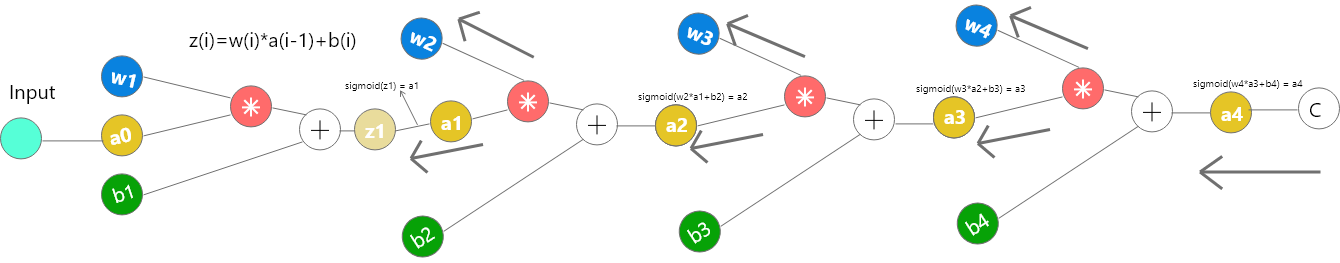 z(i)=w(i)*a(i-1)+b(i)
Input
w1
a0
b1
*
+
z1
sigmoid(z1) = a1
a1
w2
*
+
b2
sigmoid(w2*a1+b2) = a2
a2
w3
*
+
b3
sigmoid(w3*a2+b3) = a3
a3
w4
*
+
b4
sigmoid(w4*a3+b4) = a4
a4
C